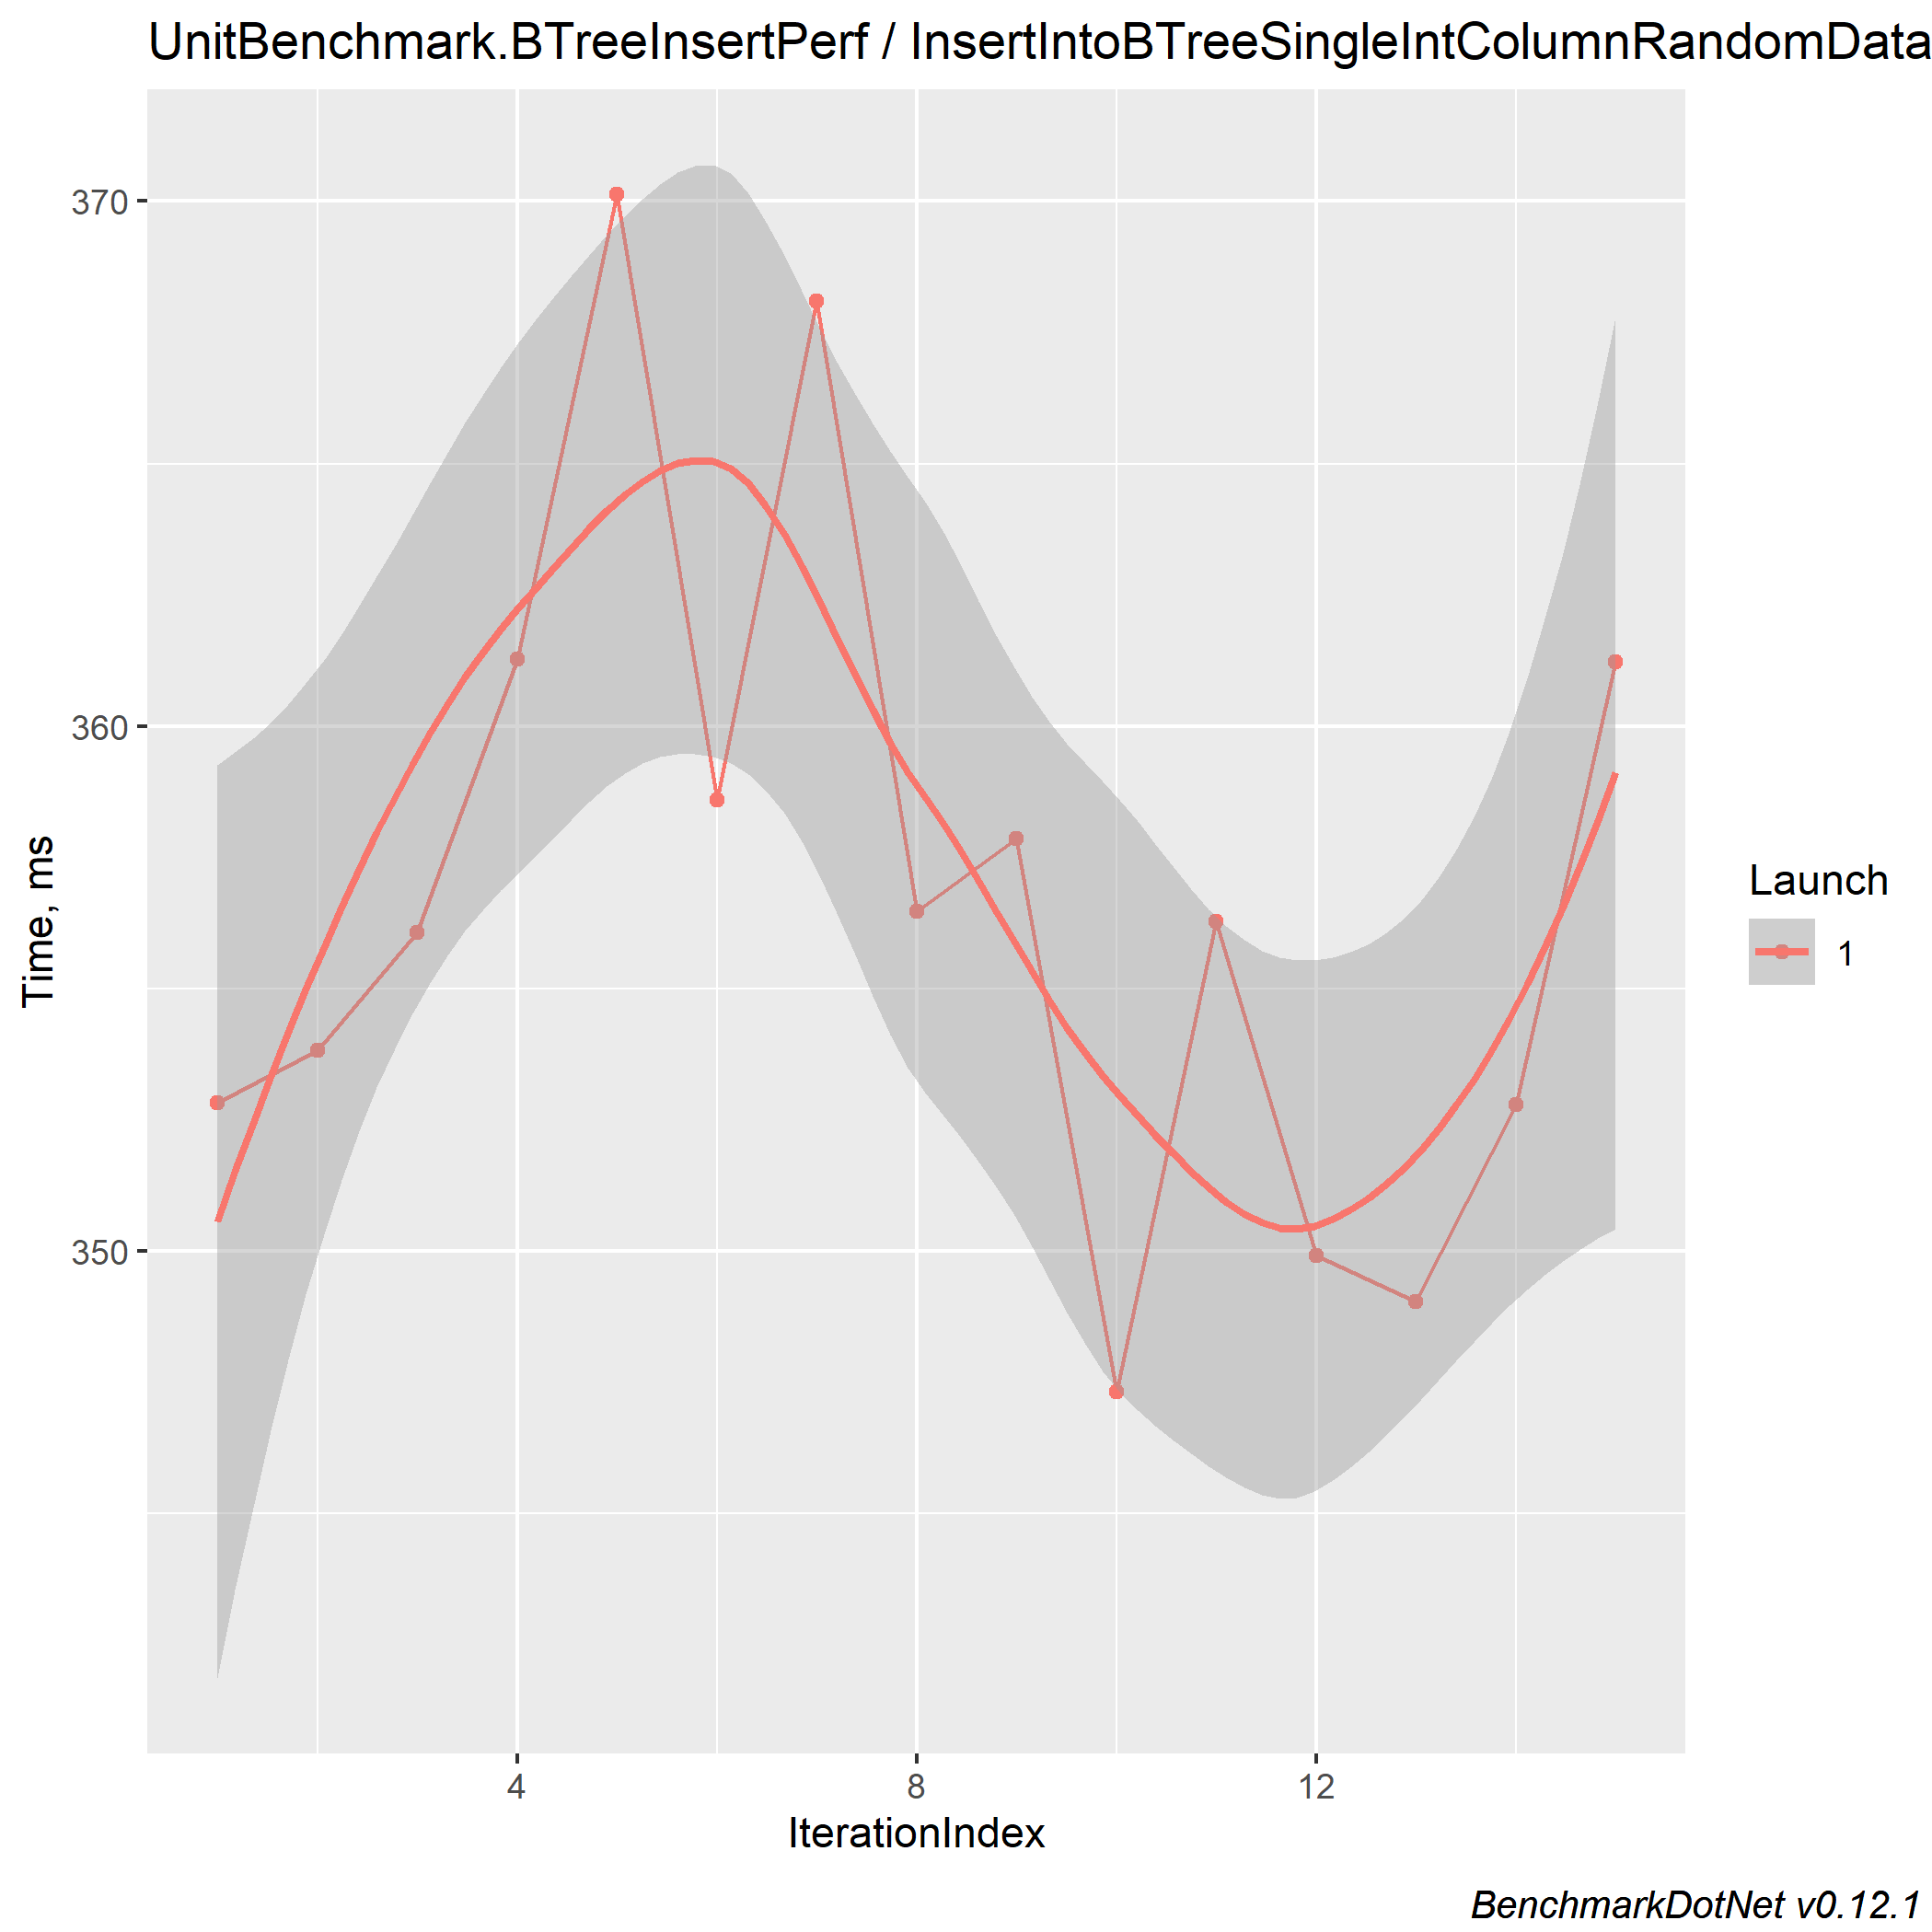 UnitBenchmark.BTreeInsertPerf / InsertIntoBTreeSingleIntColumnRandomData
370
360
350
Time, ms
4 8 12
IterationIndex
Launch
1
BenchmarkDotNet v0.12.1